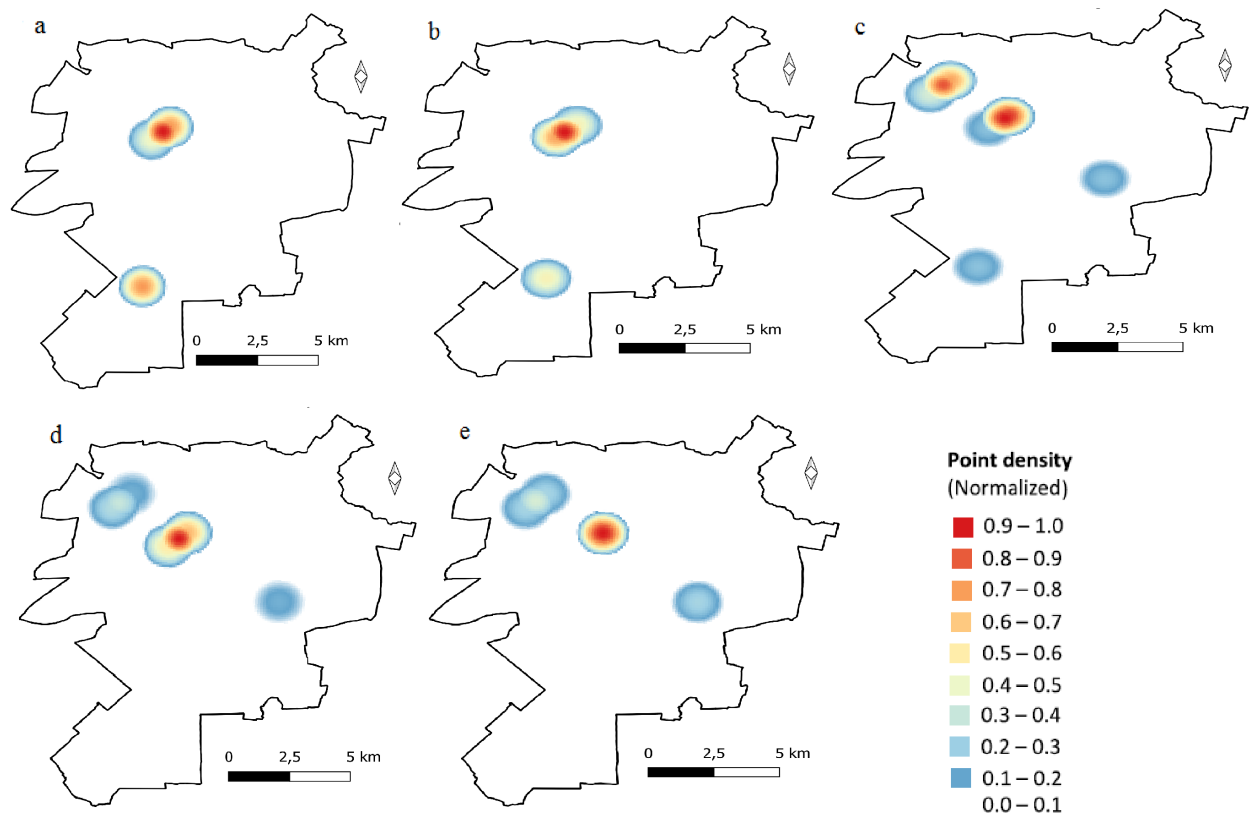 a
b
c
0 2,5 5 km
0 2,5 5 km
0 2,5 5 km
d
e
Point density
(Normalized)
0.9 – 1.0
0.8 – 0.9
0.7 – 0.8
0.6 – 0.7
0.5 – 0.6
0.4 – 0.5
0.3 – 0.4
0.2 – 0.3
0.1 – 0.2
0.0 – 0.1
0 2,5 5 km
0 2,5 5 km